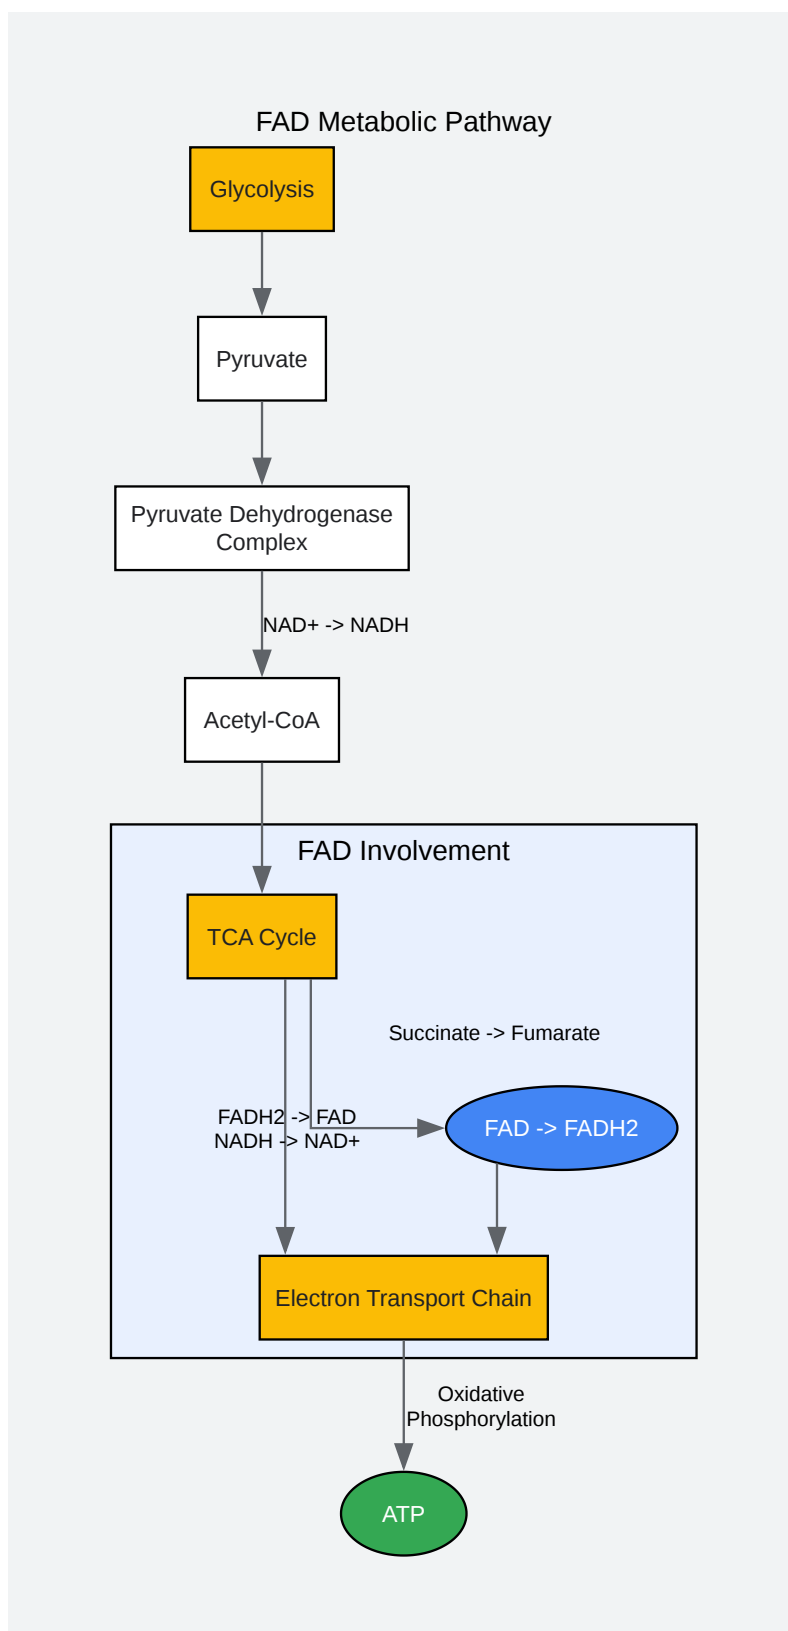 FAD Metabolic Pathway
Glycolysis
Pyruvate
Pyruvate Dehydrogenase
Complex
NAD+ -> NADH
Acetyl-CoA
FAD Involvement
TCA Cycle
Succinate -> Fumarate
FADH2 -> FAD
NADH -> NAD+
FAD -> FADH2
Electron Transport Chain
Oxidative
Phosphorylation
ATP